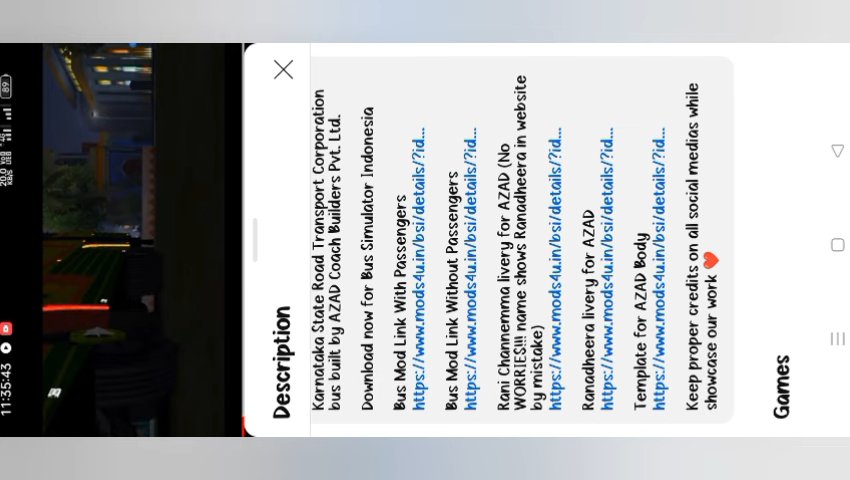 11:35:43
20.0 KB/S
89
Description
Karnataka State Road Transport Corporation
bus built by AZAD Coach Builders Pvt. Ltd.
Download now for Bus Simulator Indonesia
Bus Mod Link With Passengers
https://www.mods4u.in/bsi/details/?id...
Bus Mod Link Without Passengers
https://www.mods4u.in/bsi/details/?id...
Rani Channemma livery for AZAD (No
WORRIES!!! name shows Ranadheera in website
by mistake)
https://www.mods4u.in/bsi/details/?id...
Ranadheera livery for AZAD
https://www.mods4u.in/bsi/details/?id...
Template for AZAD Body
https://www.mods4u.in/bsi/details/?id...
Keep proper credits on all social medias while
showcase our work ❤️
Games